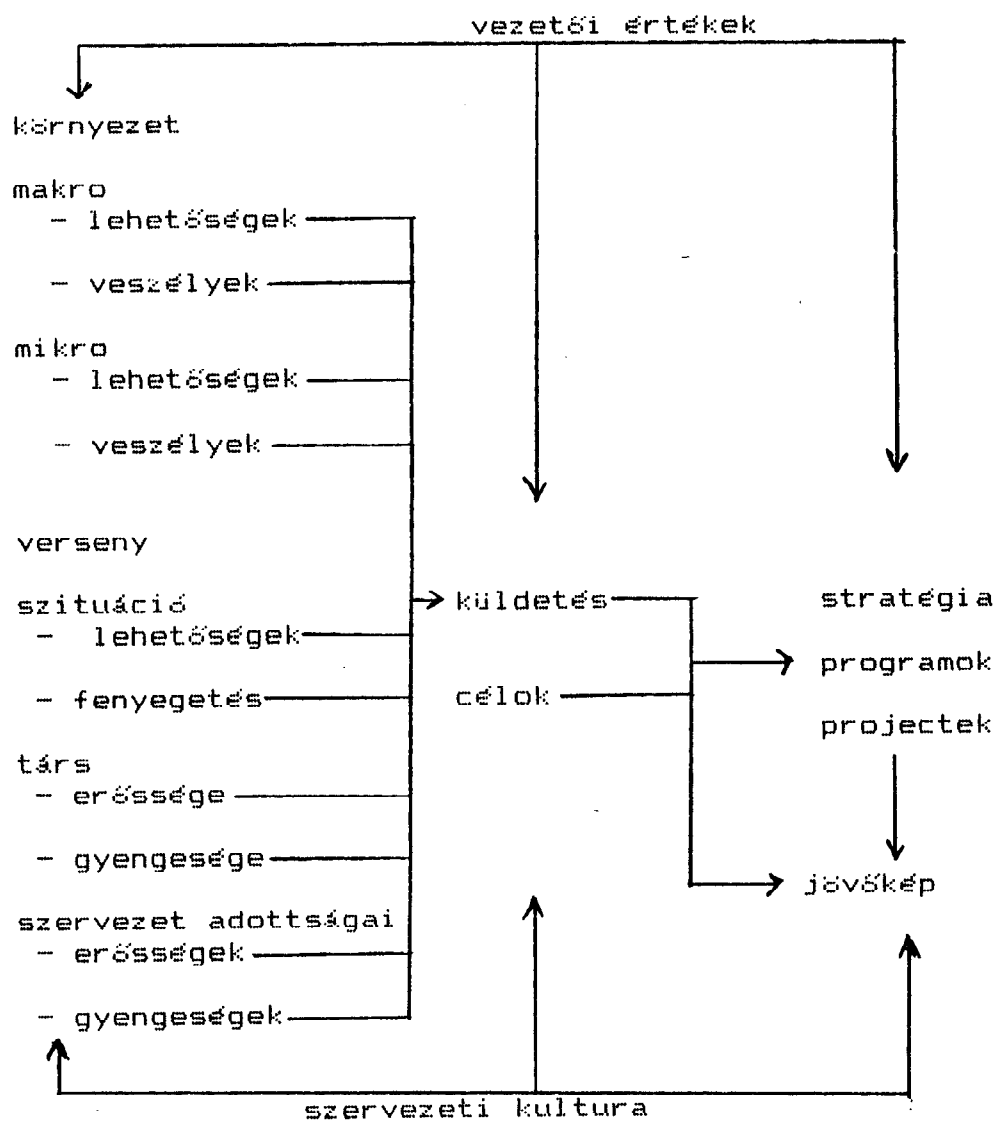 vezetői értékek
környezet
makro
- lehetőségek
- veszélyek
mikro
- lehetőségek
- veszélyek
verseny
szituáció
- lehetőségek
- fenyegetés
társ
- erőssége
- gyengesége
szervezet adottságai
- erősségek
- gyengeségek
küldetés
célok
stratégia
programok
projectek
jövőkép
szervezeti kultura